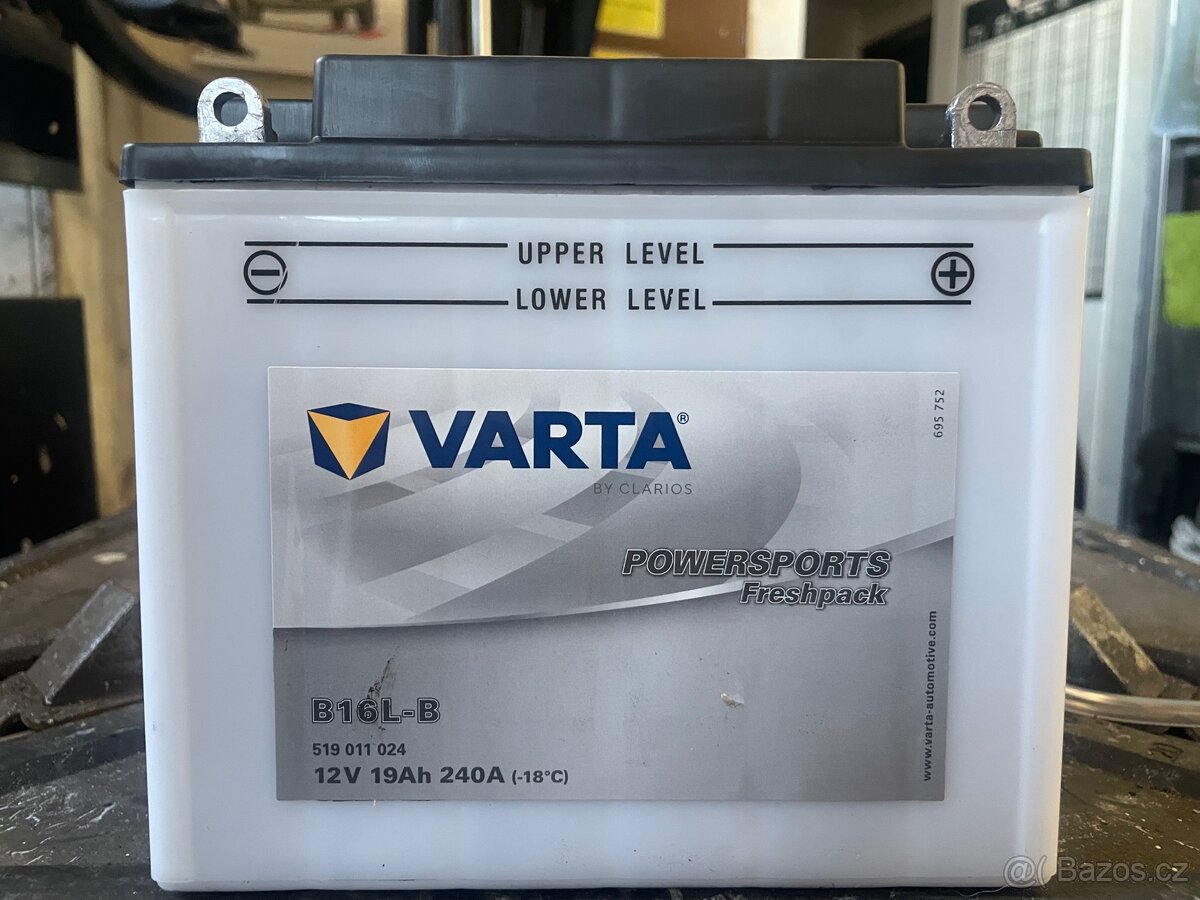 UPPER LEVEL
LOWER LEVEL
695 752
VARTA®
BY CLARIOS
POWERSPORTS
Freshpack
www.varta-automotive.com
B16L-B
519 011 024
12V 19Ah 240A (-18°C)
@( Bazos.cz